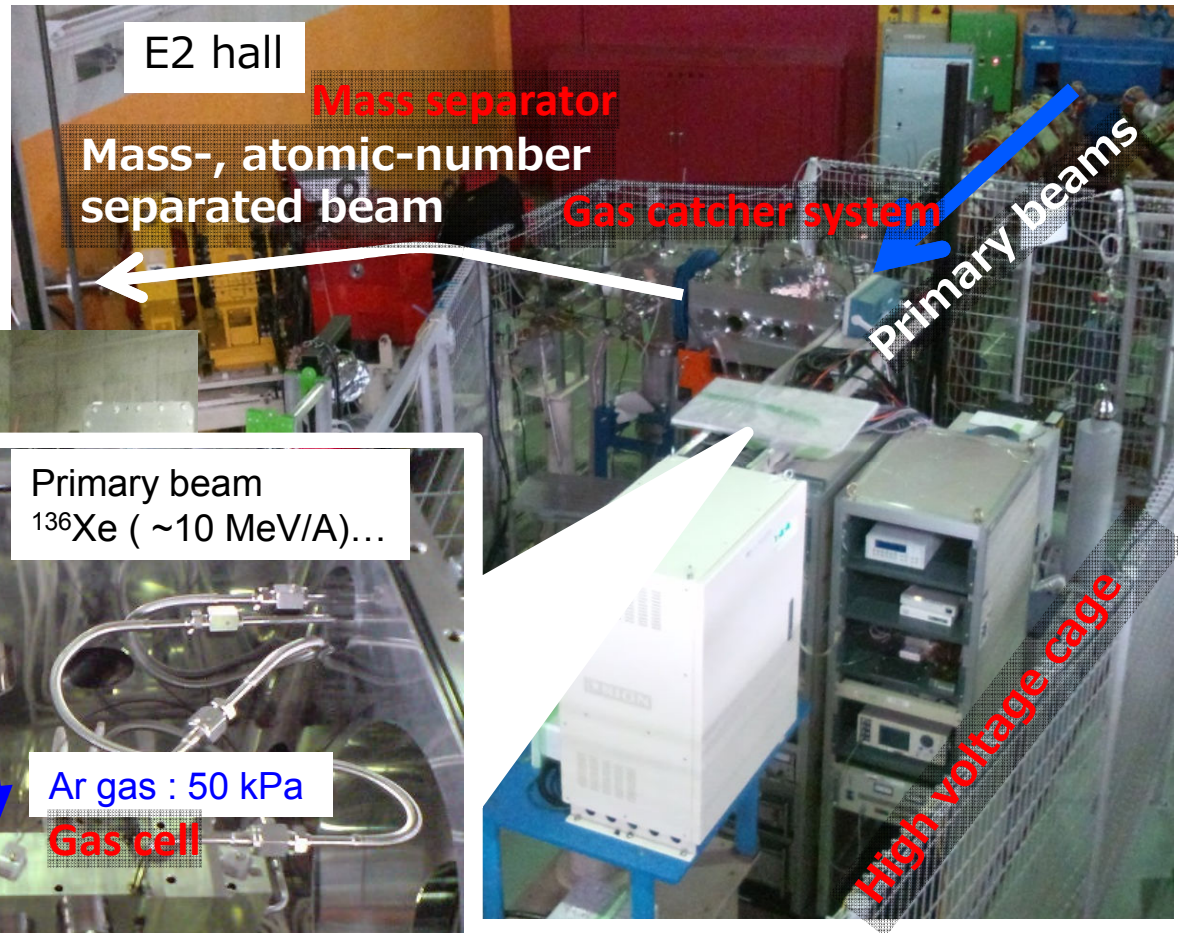 E2 hall
Mass separator
Mass-, atomic-number
separated beam
Gas catcher system
Primary beams
Primary beam
¹³⁶Xe ( ~10 MeV/A)…
Ar gas : 50 kPa
Gas cell
High voltage cage